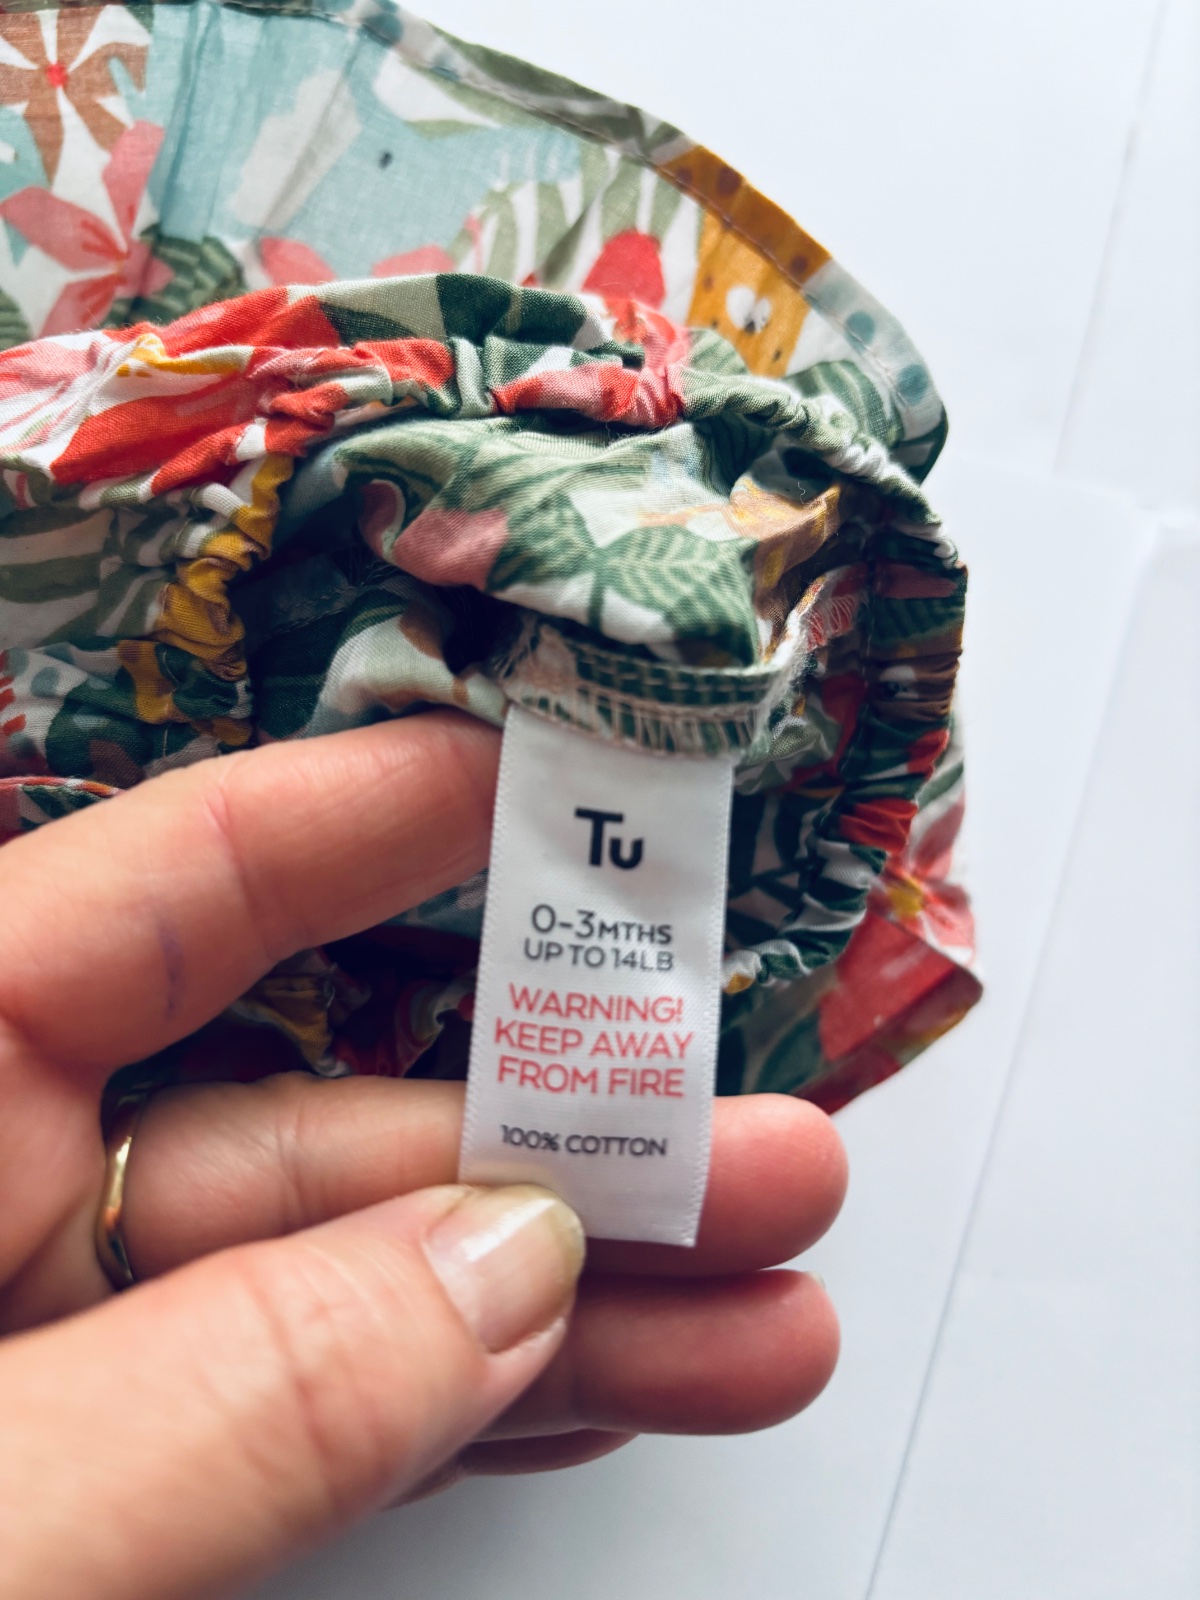 Tu
0-3MTHS
UP TO 14LB
WARNING!
KEEP AWAY
FROM FIRE
100% COTTON